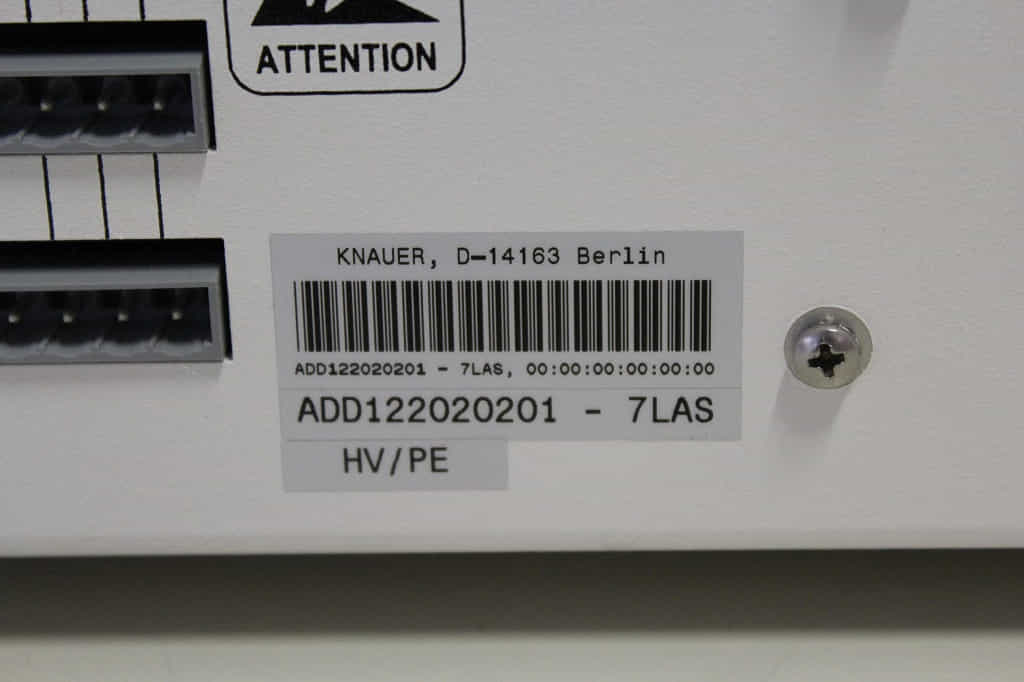 ATTENTION
KNAUER, D-14163 Berlin
ADD122020201 - 7LAS, 00:00:00:00:00:00
ADD122020201 - 7LAS
HV/PE